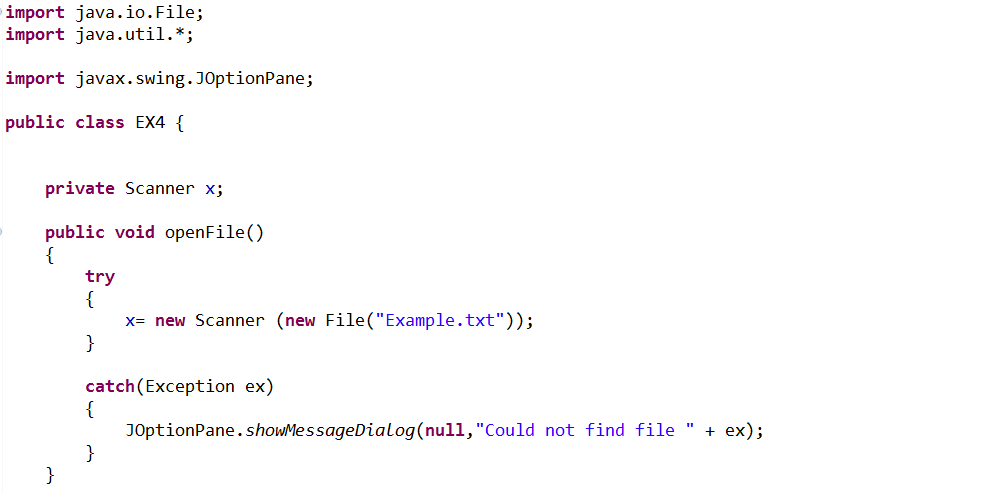 import java.io.File;
import java.util.*;
import javax.swing.JOptionPane;
public class EX4 {
private Scanner x;
public void openFile()
{
try
{
x= new Scanner (new File("Example.txt"));
}
catch(Exception ex)
{
JOptionPane.showMessageDialog(null,"Could not find file " + ex);
}
}